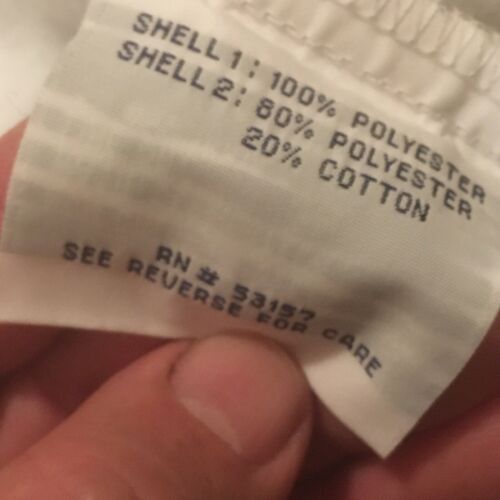 SHELL 1: 100% POLYESTER
SHELL 2: 80% POLYESTER
20% COTTON
RN # 53157
SEE REVERSE FOR CARE